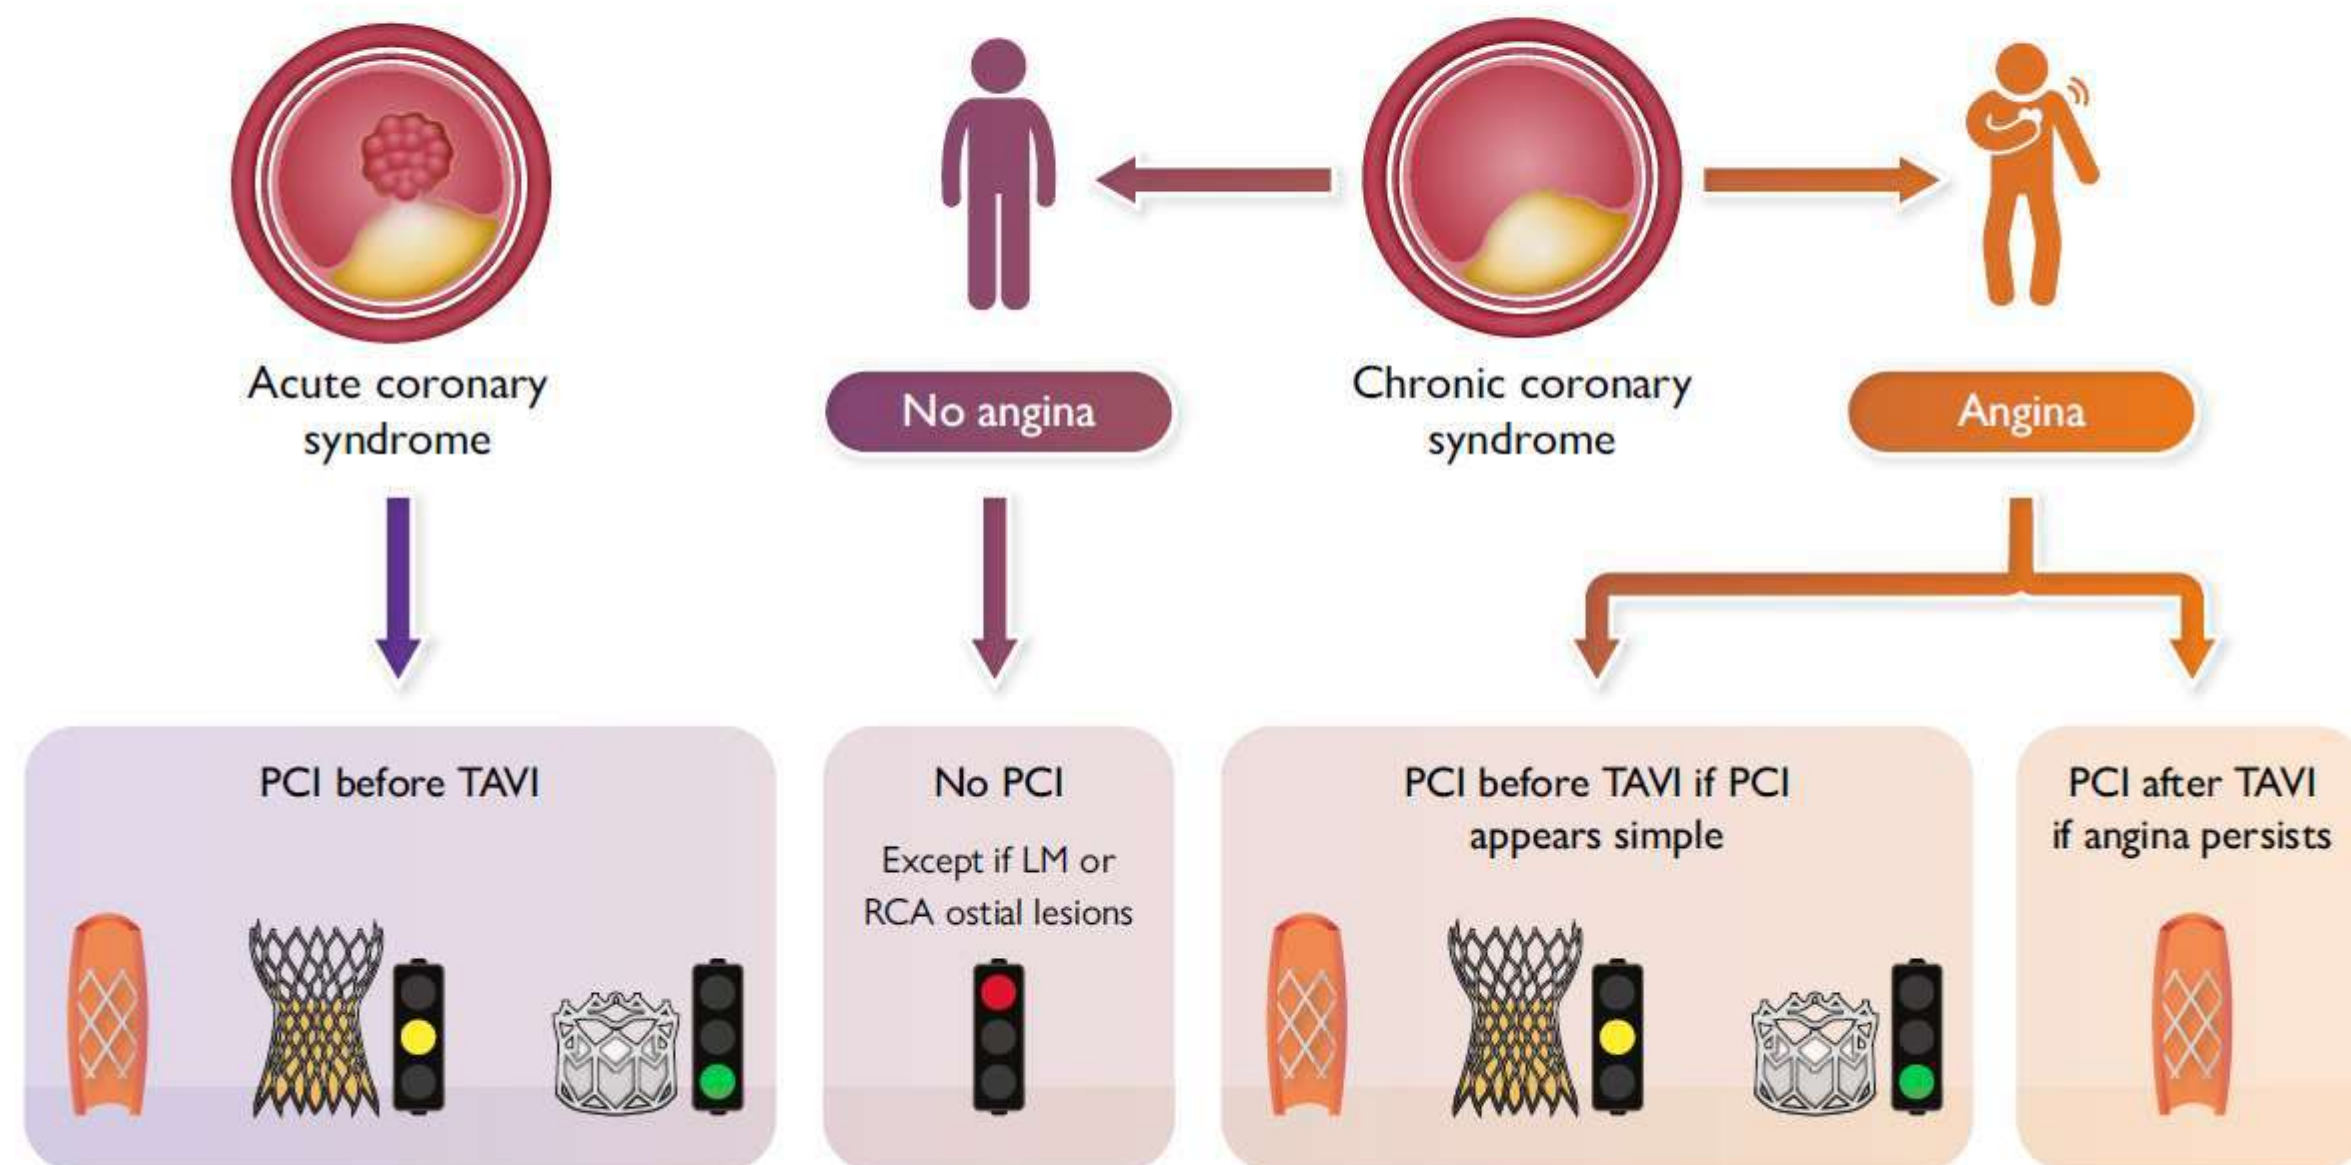 Acute coronary
syndrome
No angina
Chronic coronary
syndrome
Angina
PCI before TAVI
No PCI
Except if LM or
RCA ostial lesions
PCI before TAVI if PCI
appears simple
PCI after TAVI
if angina persists